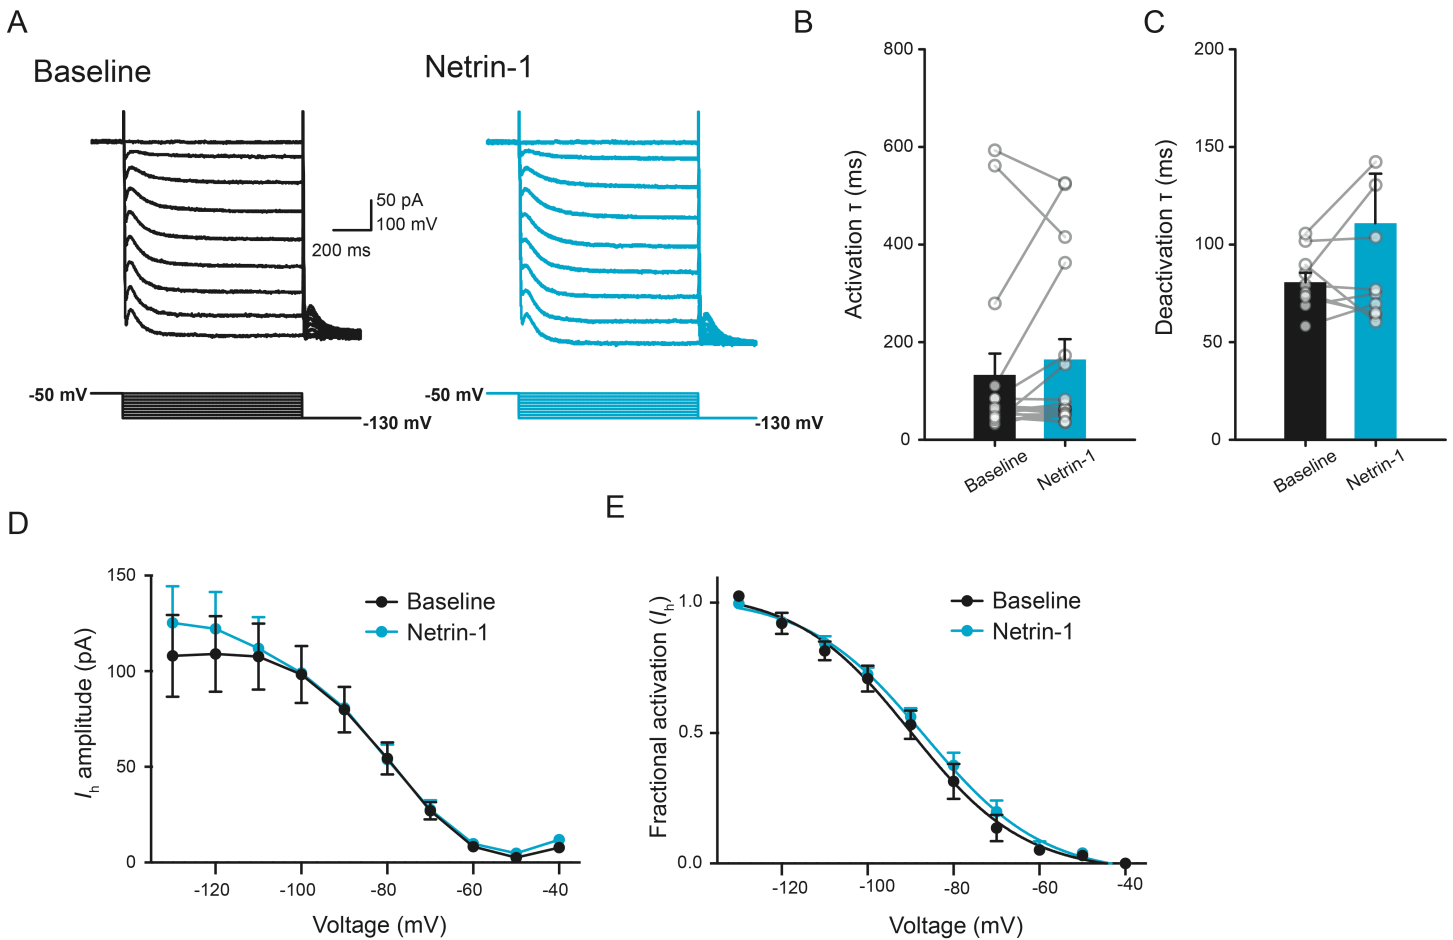 A
Baseline
Netrin-1
50 pA
100 mV
200 ms
-50 mV
-130 mV
-50 mV
-130 mV
B
Activation τ (ms)
800
600
400
200
0
Baseline
Netrin-1
C
Deactivation τ (ms)
200
150
100
50
0
Baseline
Netrin-1
D
Ih amplitude (pA)
150
100
50
0
Baseline
Netrin-1
-120
-100
-80
-60
-40
Voltage (mV)
E
Fractional activation (Ih)
1.0
0.5
0.0
Baseline
Netrin-1
-120
-100
-80
-60
-40
Voltage (mV)